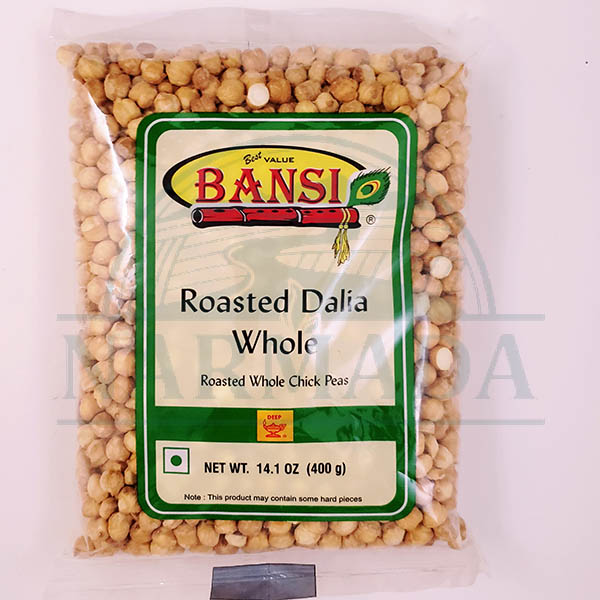 Best VALUE
BANSI
®
Roasted Dalia
Whole
Roasted Whole Chick Peas
NARMADA
DEEP
NET WT. 14.1 OZ (400 g)
Note : This product may contain some hard pieces